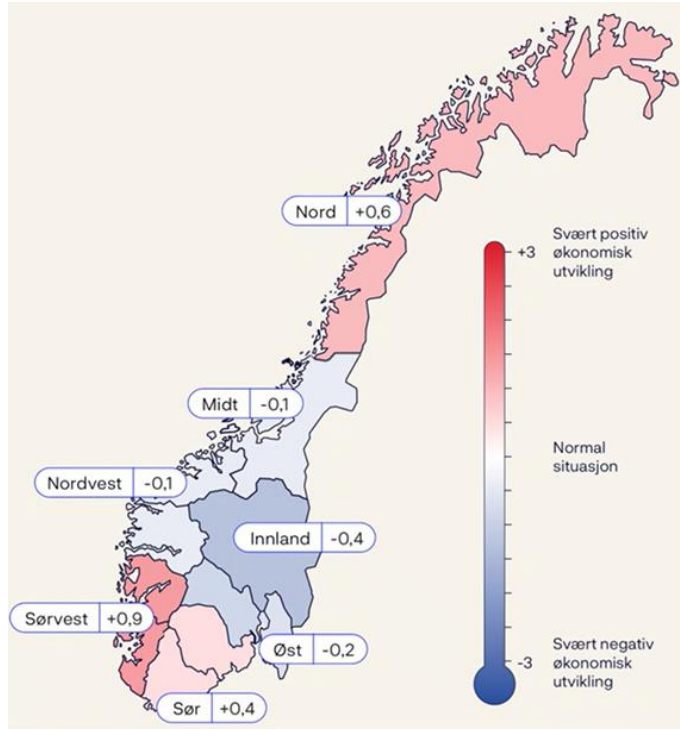 Nord +0,6
+3
Svært positiv
økonomisk
utvikling
Midt -0,1
Normal
situasjon
Nordvest -0,1
Innland -0,4
Sørvest +0,9
Øst -0,2
-3
Svært negativ
økonomisk
utvikling
Sør +0,4